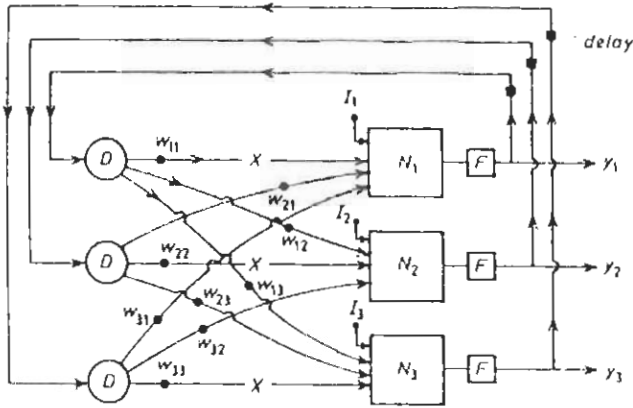 delay
I1
D w11 X N1 F y1
w21
I2 w12
D w22 X N2 F y2
w23 w13
w31 I3
w32
D w33 X N3 F y3